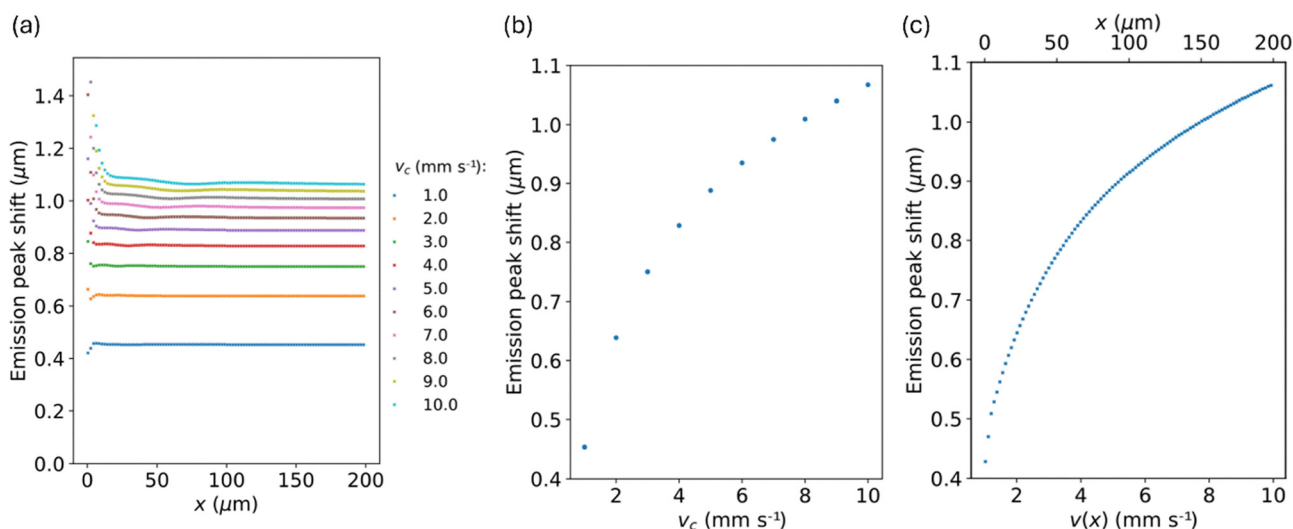 (a)
Emission peak shift (μm)
1.4
1.2
1.0
0.8
0.6
0.4
0.2
0.0
0 50 100 150 200
x (μm)
v_c (mm s⁻¹):
1.0
2.0
3.0
4.0
5.0
6.0
7.0
8.0
9.0
10.0
(b)
Emission peak shift (μm)
1.1
1.0
0.9
0.8
0.7
0.6
0.5
0.4
2 4 6 8 10
v_c (mm s⁻¹)
(c)
x (μm)
0 50 100 150 200
Emission peak shift (μm)
1.1
1.0
0.9
0.8
0.7
0.6
0.5
0.4
2 4 6 8 10
v(x) (mm s⁻¹)